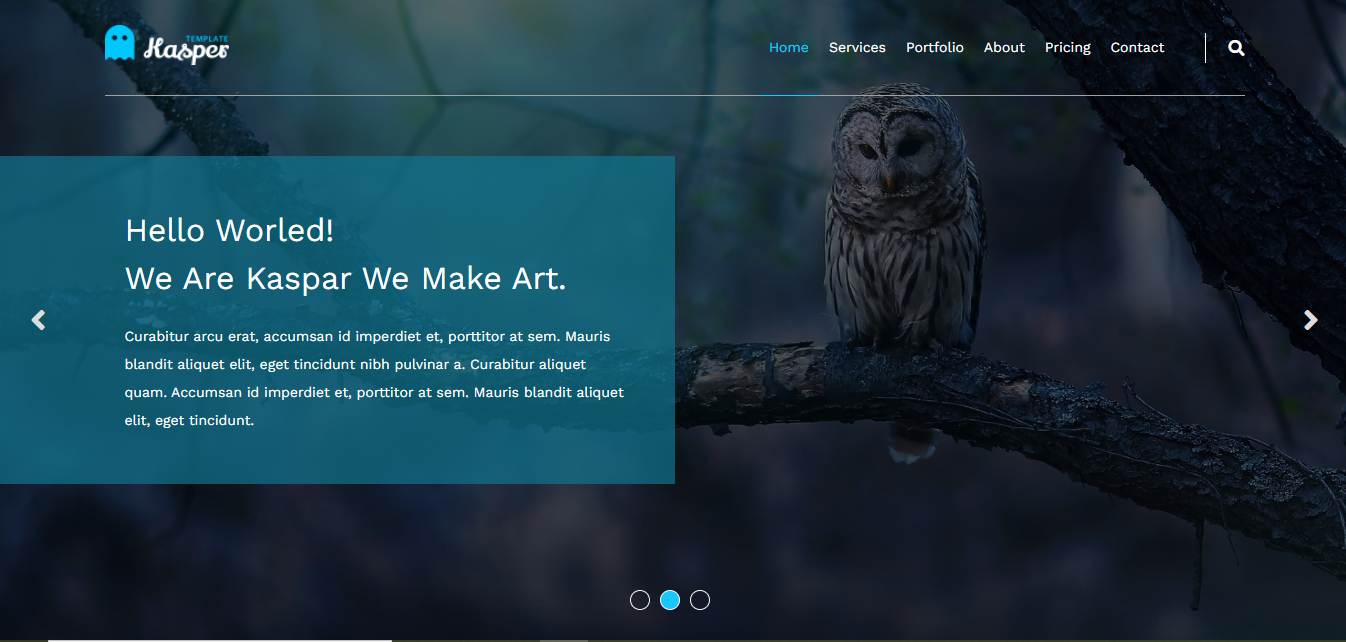 TEMPLATE
Kasper
Home Services Portfolio About Pricing Contact
Hello Worled!
We Are Kaspar We Make Art.
Curabitur arcu erat, accumsan id imperdiet et, porttitor at sem. Mauris
blandit aliquet elit, eget tincidunt nibh pulvinar a. Curabitur aliquet
quam. Accumsan id imperdiet et, porttitor at sem. Mauris blandit aliquet
elit, eget tincidunt.